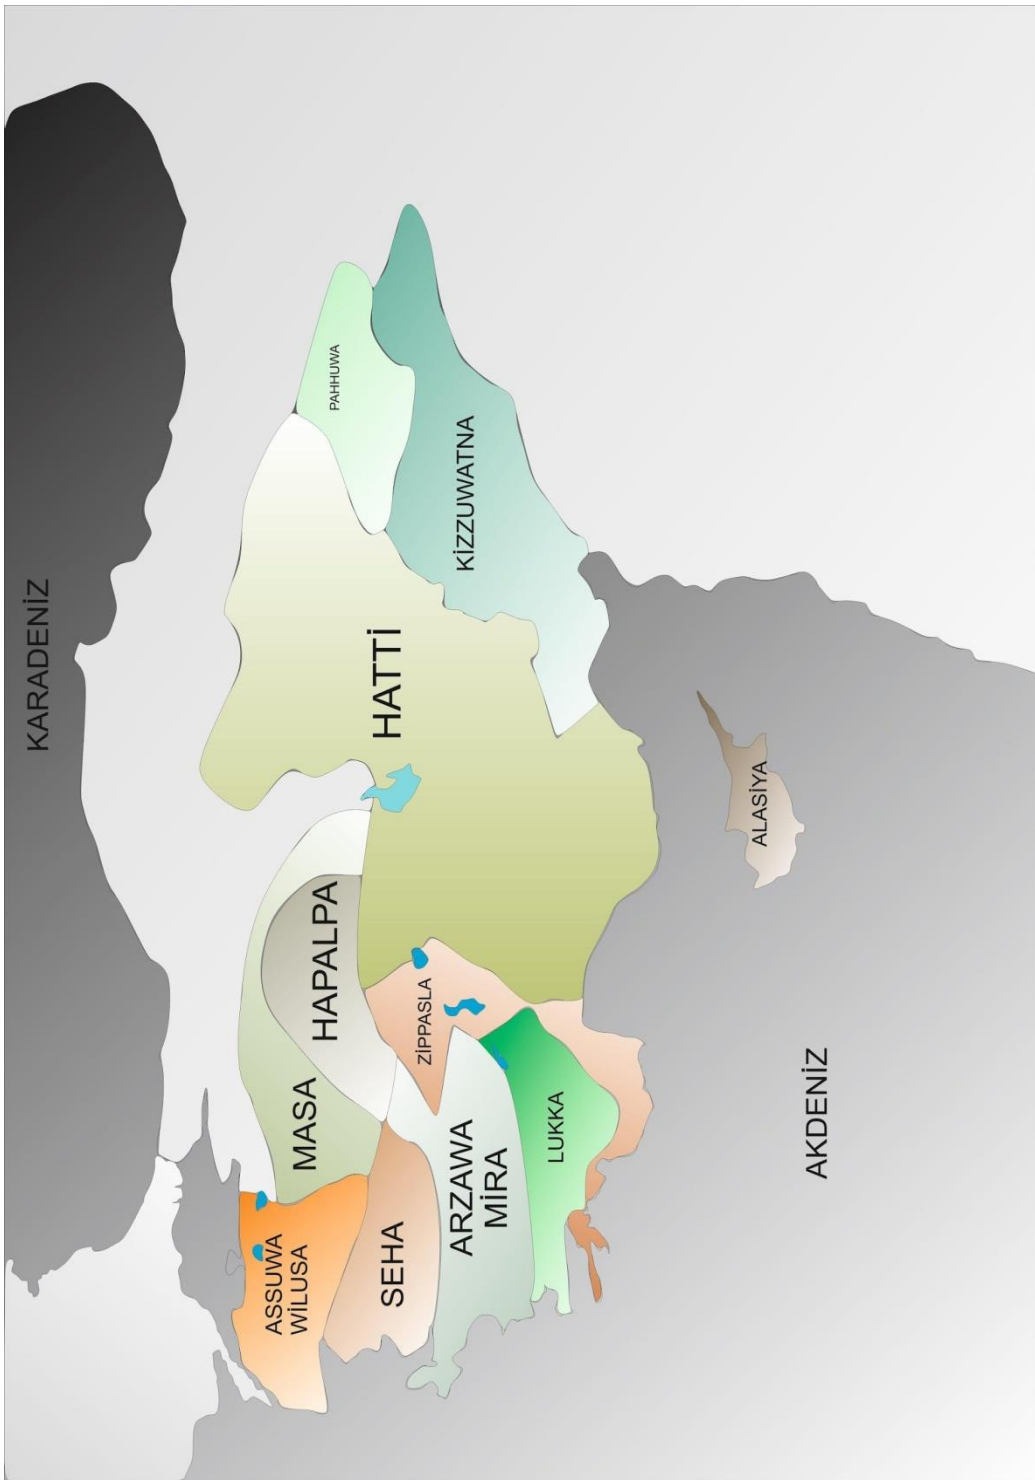 KARADENİZ
PAHHUWA
KİZZUWATNA
HATTİ
HAPALPA
MASA
ZİPPASLA
ASSUWA
WİLUSA
SEHA
ARZAWA
MİRA
LUKKA
ALASİYA
AKDENİZ